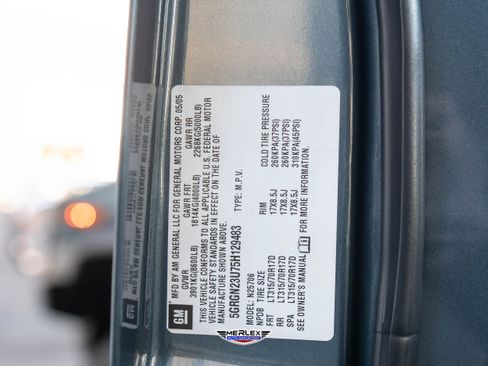 MFD BY AM GENERAL LLC FOR GENERAL MOTORS CORP. 05/05
GVWR GAWR FRT GAWR RR
3901KG(8600LB) 1814KG(4000LB) 2268KG(5000LB)
THIS VEHICLE CONFORMS TO ALL APPLICABLE U.S. FEDERAL MOTOR
VEHICLE SAFETY STANDARDS IN EFFECT ON THE DATE OF
MANUFACTURE SHOWN ABOVE.
GM
5GRGN23U75H129483 TYPE: M.P.V.
MODEL: N25706
NPDB TIRE SIZE RIM COLD TIRE PRESSURE
FRT LT315/70R17D 17X8.5J 260KPA(37PSI)
RR LT315/70R17D 17X8.5J 260KPA(37PSI)
SPA LT315/70R17D 17X8.5J 310KPA(45PSI)
SEE OWNER'S MANUAL FOR MORE INFORMATION.
MERLEX